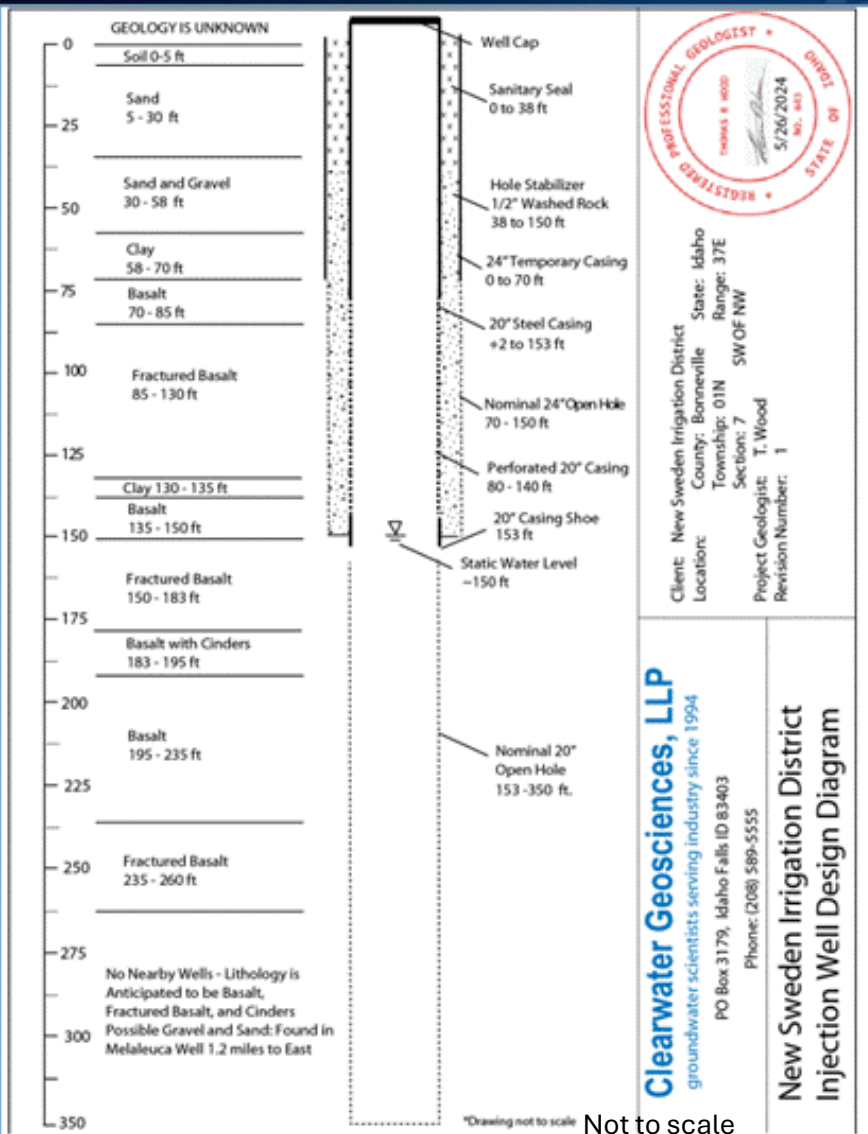 GEOLOGY IS UNKNOWN
0
25
50
75
100
125
150
175
200
225
250
275
300
350
Soil 0-5 ft
Sand
5 - 30 ft
Sand and Gravel
30 - 58 ft
Clay
58 - 70 ft
Basalt
70 - 85 ft
Fractured Basalt
85 - 130 ft
Clay 130 - 135 ft
Basalt
135 - 150 ft
Fractured Basalt
150 - 183 ft
Basalt with Cinders
183 - 195 ft
Basalt
195 - 235 ft
Fractured Basalt
235 - 260 ft
No Nearby Wells - Lithology is
Anticipated to be Basalt,
Fractured Basalt, and Cinders
Possible Gravel and Sand: Found in
Melaleuca Well 1.2 miles to East
Well Cap
Sanitary Seal
0 to 38 ft
Hole Stabilizer
1/2" Washed Rock
38 to 150 ft
24" Temporary Casing
0 to 70 ft
20" Steel Casing
+2 to 153 ft
Nominal 24" Open Hole
70 - 150 ft
Perforated 20" Casing
80 - 140 ft
20" Casing Shoe
153 ft
Static Water Level
~150 ft
Nominal 20"
Open Hole
153 -350 ft.
*Drawing not to scale
Not to scale
REGISTERED PROFESSIONAL GEOLOGIST
STATE OF IDAHO
THOMAS R WOOD
5/26/2024
NO. 643
Client: New Sweden Irrigation District
Location: County: Bonneville State: Idaho
Township: 01N Range: 37E
Section: 7 SW OF NW
Project Geologist: T. Wood
Revision Number: 1
Clearwater Geosciences, LLP
groundwater scientists serving industry since 1994
PO Box 3179, Idaho Falls ID 83403
Phone: (208) 589-5555
New Sweden Irrigation District
Injection Well Design Diagram